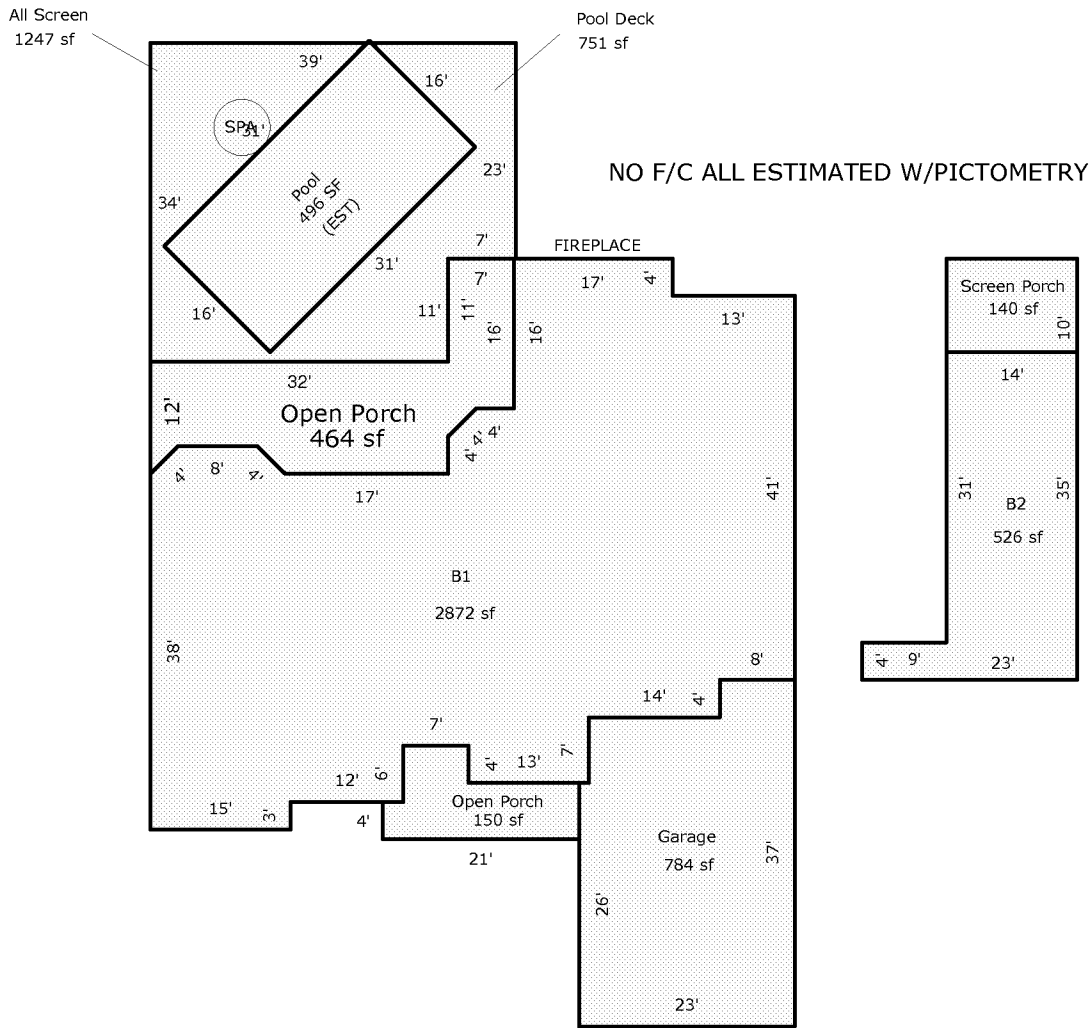 All Screen
1247 sf
Pool Deck
751 sf
39'
16'
SPA
31'
23'
NO F/C ALL ESTIMATED W/PICTOMETRY
Pool
496 SF
(EST)
34'
7'
FIREPLACE
31'
7'
17'
4'
Screen Porch
140 sf
16'
11'
11'
16'
16'
13'
10'
32'
14'
12'
Open Porch
464 sf
4'
4'
4'
4'
8'
4'
17'
41'
31'
35'
B2
526 sf
B1
2872 sf
38'
8'
4'
9'
23'
14'
4'
7'
12'
6'
4'
13'
7'
15'
3'
4'
Open Porch
150 sf
21'
Garage
784 sf
37'
26'
23'